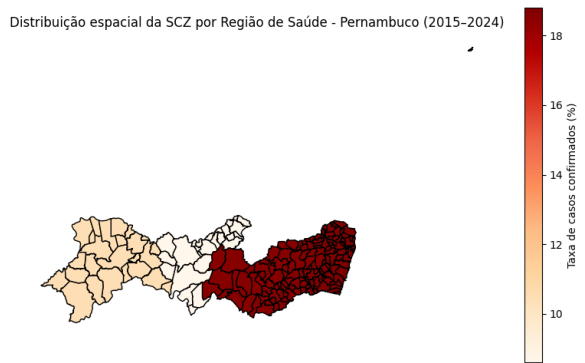 Distribuição espacial da SCZ por Região de Saúde - Pernambuco (2015–2024)
18
16
14
12
10
Taxa de casos confirmados (%)